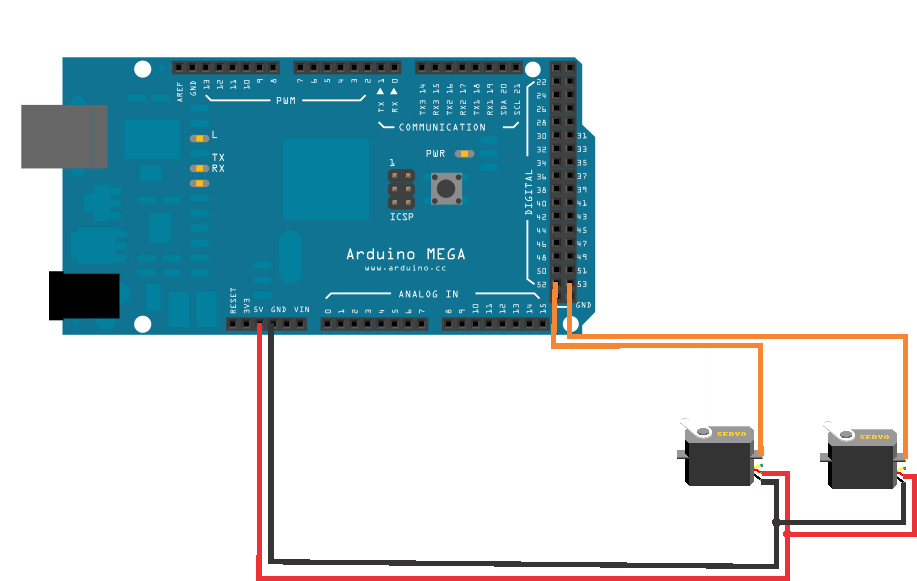 AREF GND 13 12 11 10 9 8 7 6 5 4 3 2 1 0
TX RX TX3 14 RX3 15 TX2 16 RX2 17 TX1 18 RX1 19 SDA 20 SCL 21
PWM
COMMUNICATION
L
TX
RX
PWR
1
ICSP
Arduino MEGA
www.arduino.cc
DIGITAL
22
24
26
28
30 31
32 33
34 35
36 37
38 39
40 41
42 43
44 45
46 47
48 49
50 51
52 53
GND
ANALOG IN
RESET 3V3 5V GND VIN
0 1 2 3 4 5 6 7 8 9 10 11 12 13 14 15
SERVO
SERVO